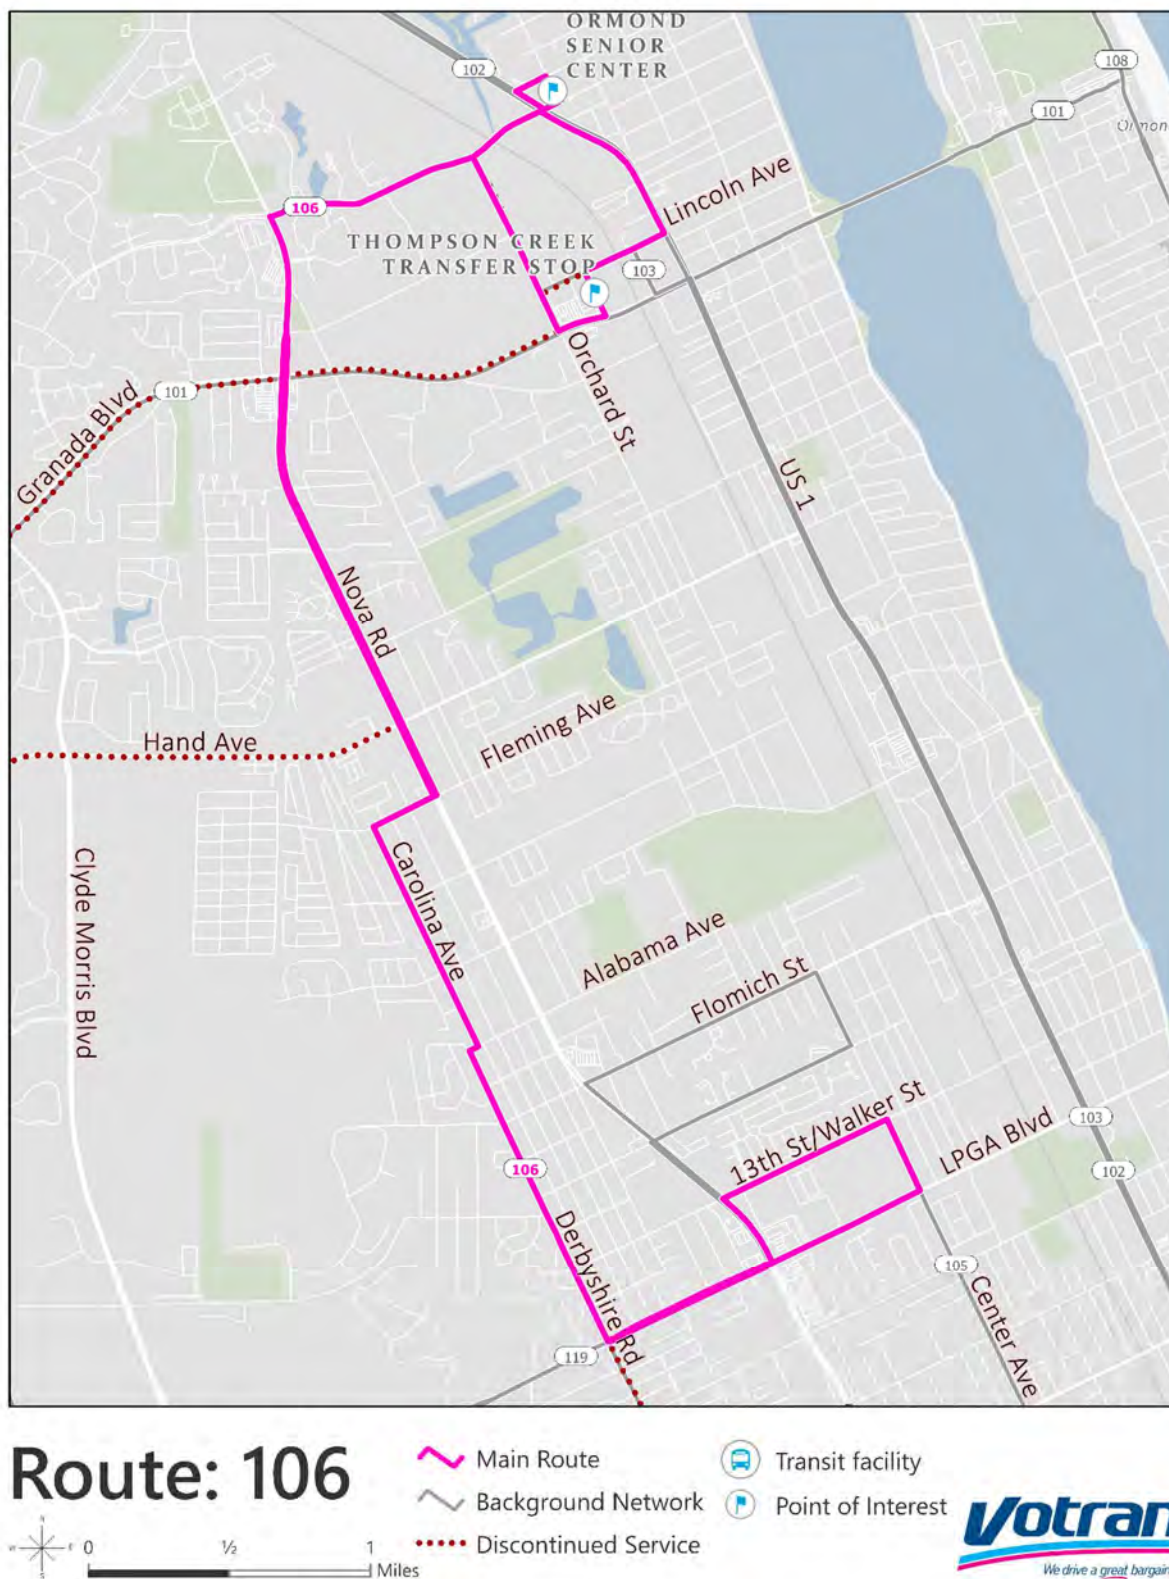 ORMOND
SENIOR
CENTER
102
108
101
Ormon
106
Lincoln Ave
THOMPSON CREEK
TRANSFER STOP
103
Orchard St
101
Granada Blvd
US 1
Nova Rd
Hand Ave
Fleming Ave
Clyde Morris Blvd
Carolina Ave
Alabama Ave
Flomich St
13th St/Walker St
LPGA Blvd
103
102
106
Derbyshire Rd
105
Center Ave
119
Route: 106
Main Route
Background Network
Discontinued Service
Transit facility
Point of Interest
N
W
E
S
0 ½ 1
Miles
Votran
We drive a great bargain